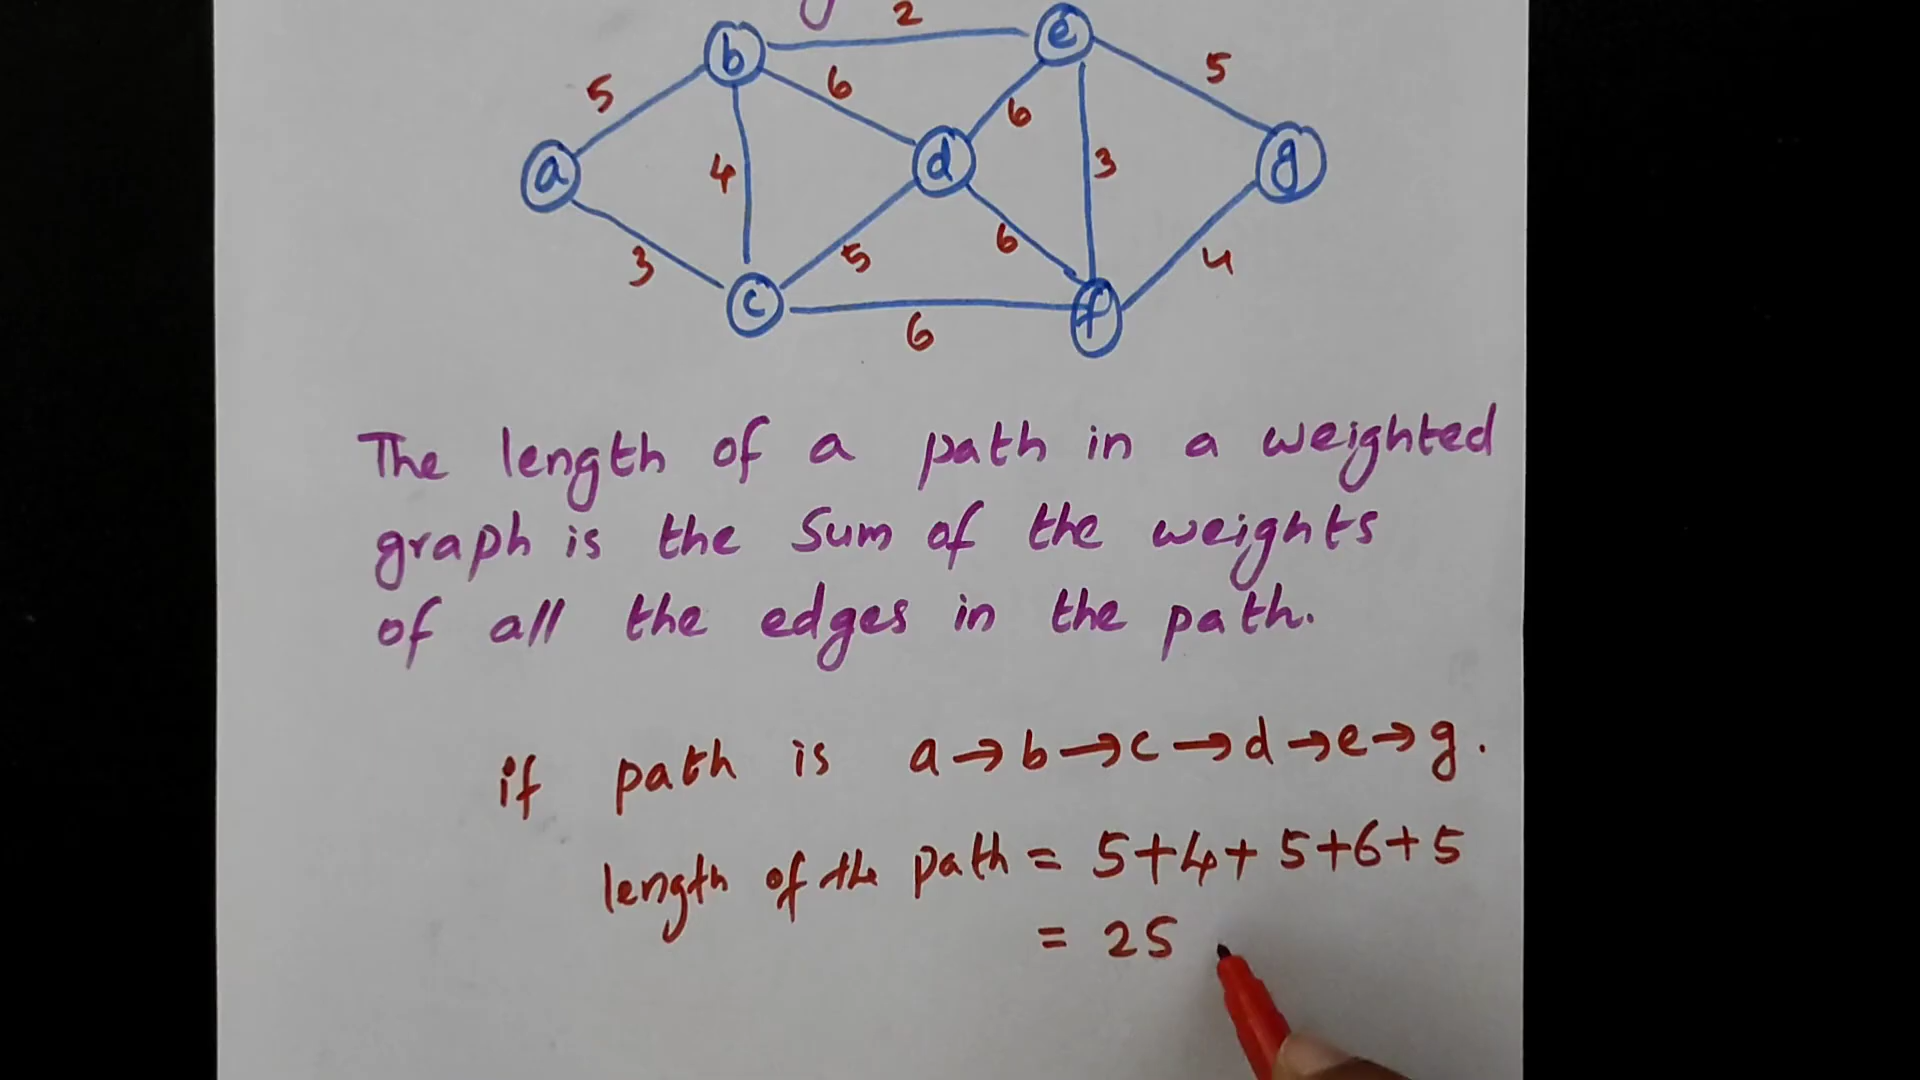 2
b
e
5
6
5
6
a
4
d
3
g
3
5
6
4
c
f
6
The length of a path in a weighted
graph is the Sum of the weights
of all the edges in the path.
if path is a→b→c→d→e→g.
length of the path = 5+4+5+6+5
= 25